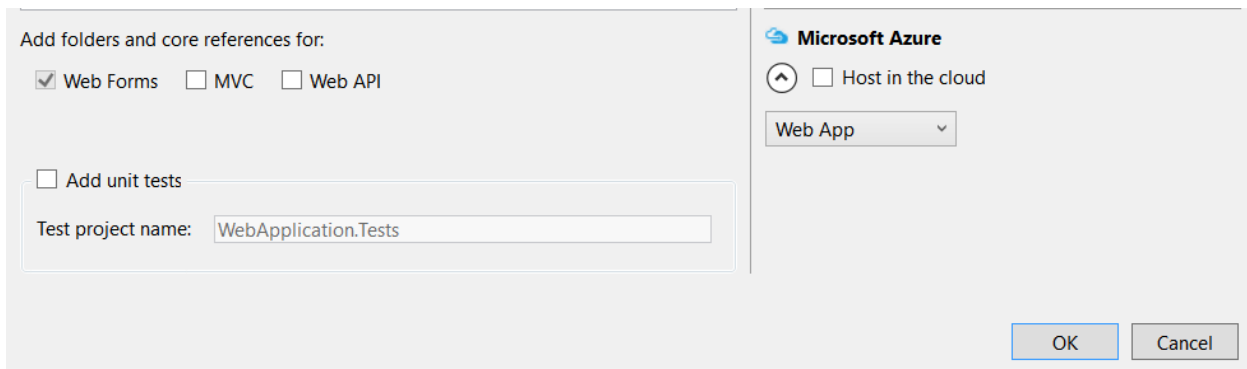 Add folders and core references for:
Web Forms MVC Web API
Add unit tests
Test project name: WebApplication.Tests
Microsoft Azure
Host in the cloud
Web App
OK Cancel